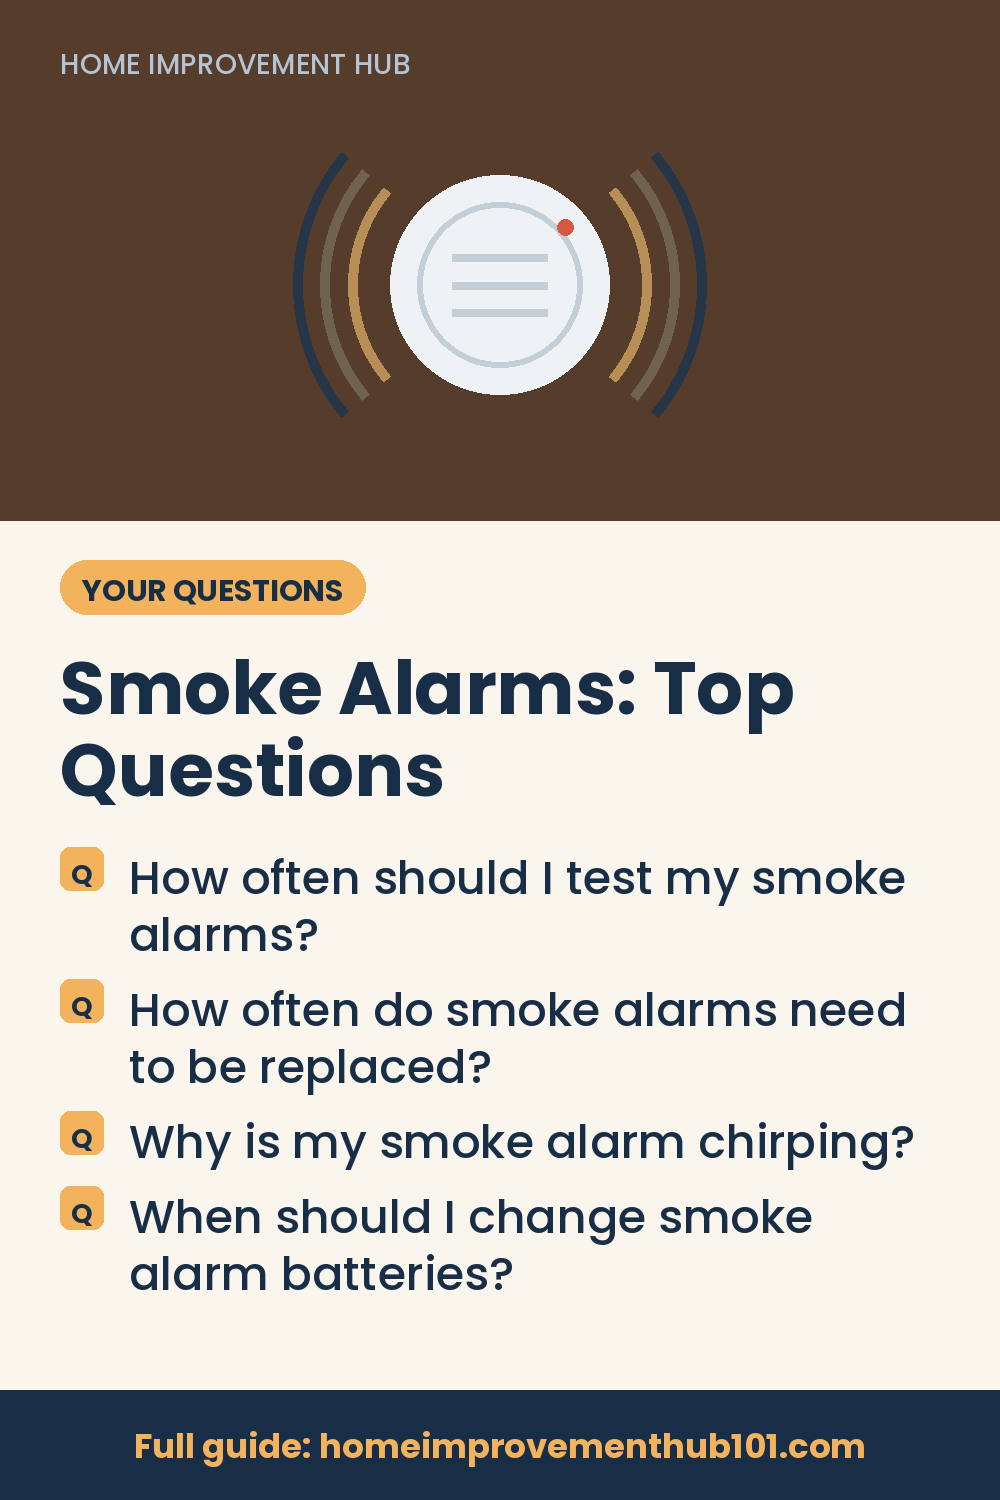 HOME IMPROVEMENT HUB
YOUR QUESTIONS
Smoke Alarms: Top
Questions
Q How often should I test my smoke
alarms?
Q How often do smoke alarms need
to be replaced?
Q Why is my smoke alarm chirping?
Q When should I change smoke
alarm batteries?
Full guide: homeimprovementhub101.com